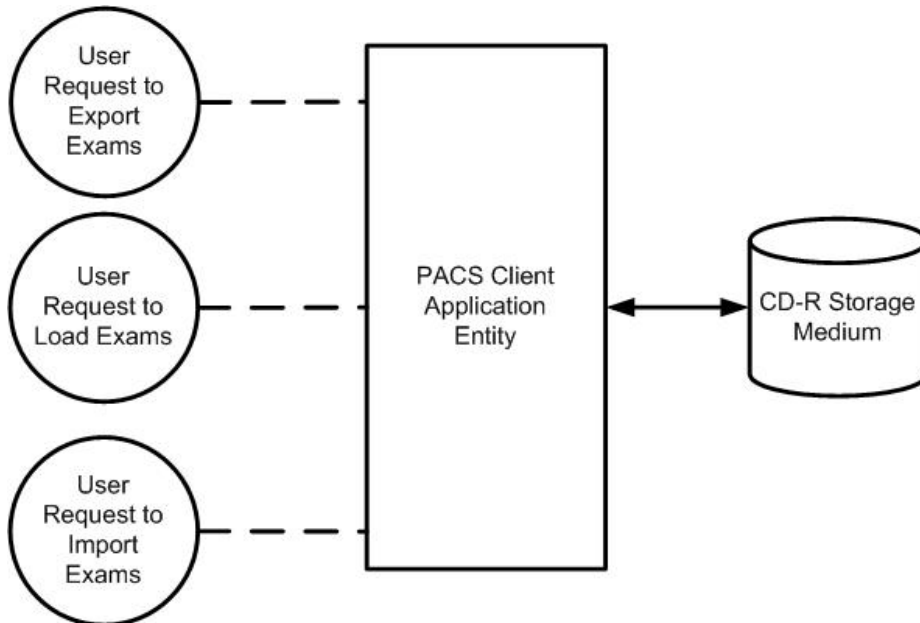 User
Request to
Export
Exams
User
Request to
Load Exams
User
Request to
Import
Exams
PACS Client
Application
Entity
CD-R Storage
Medium